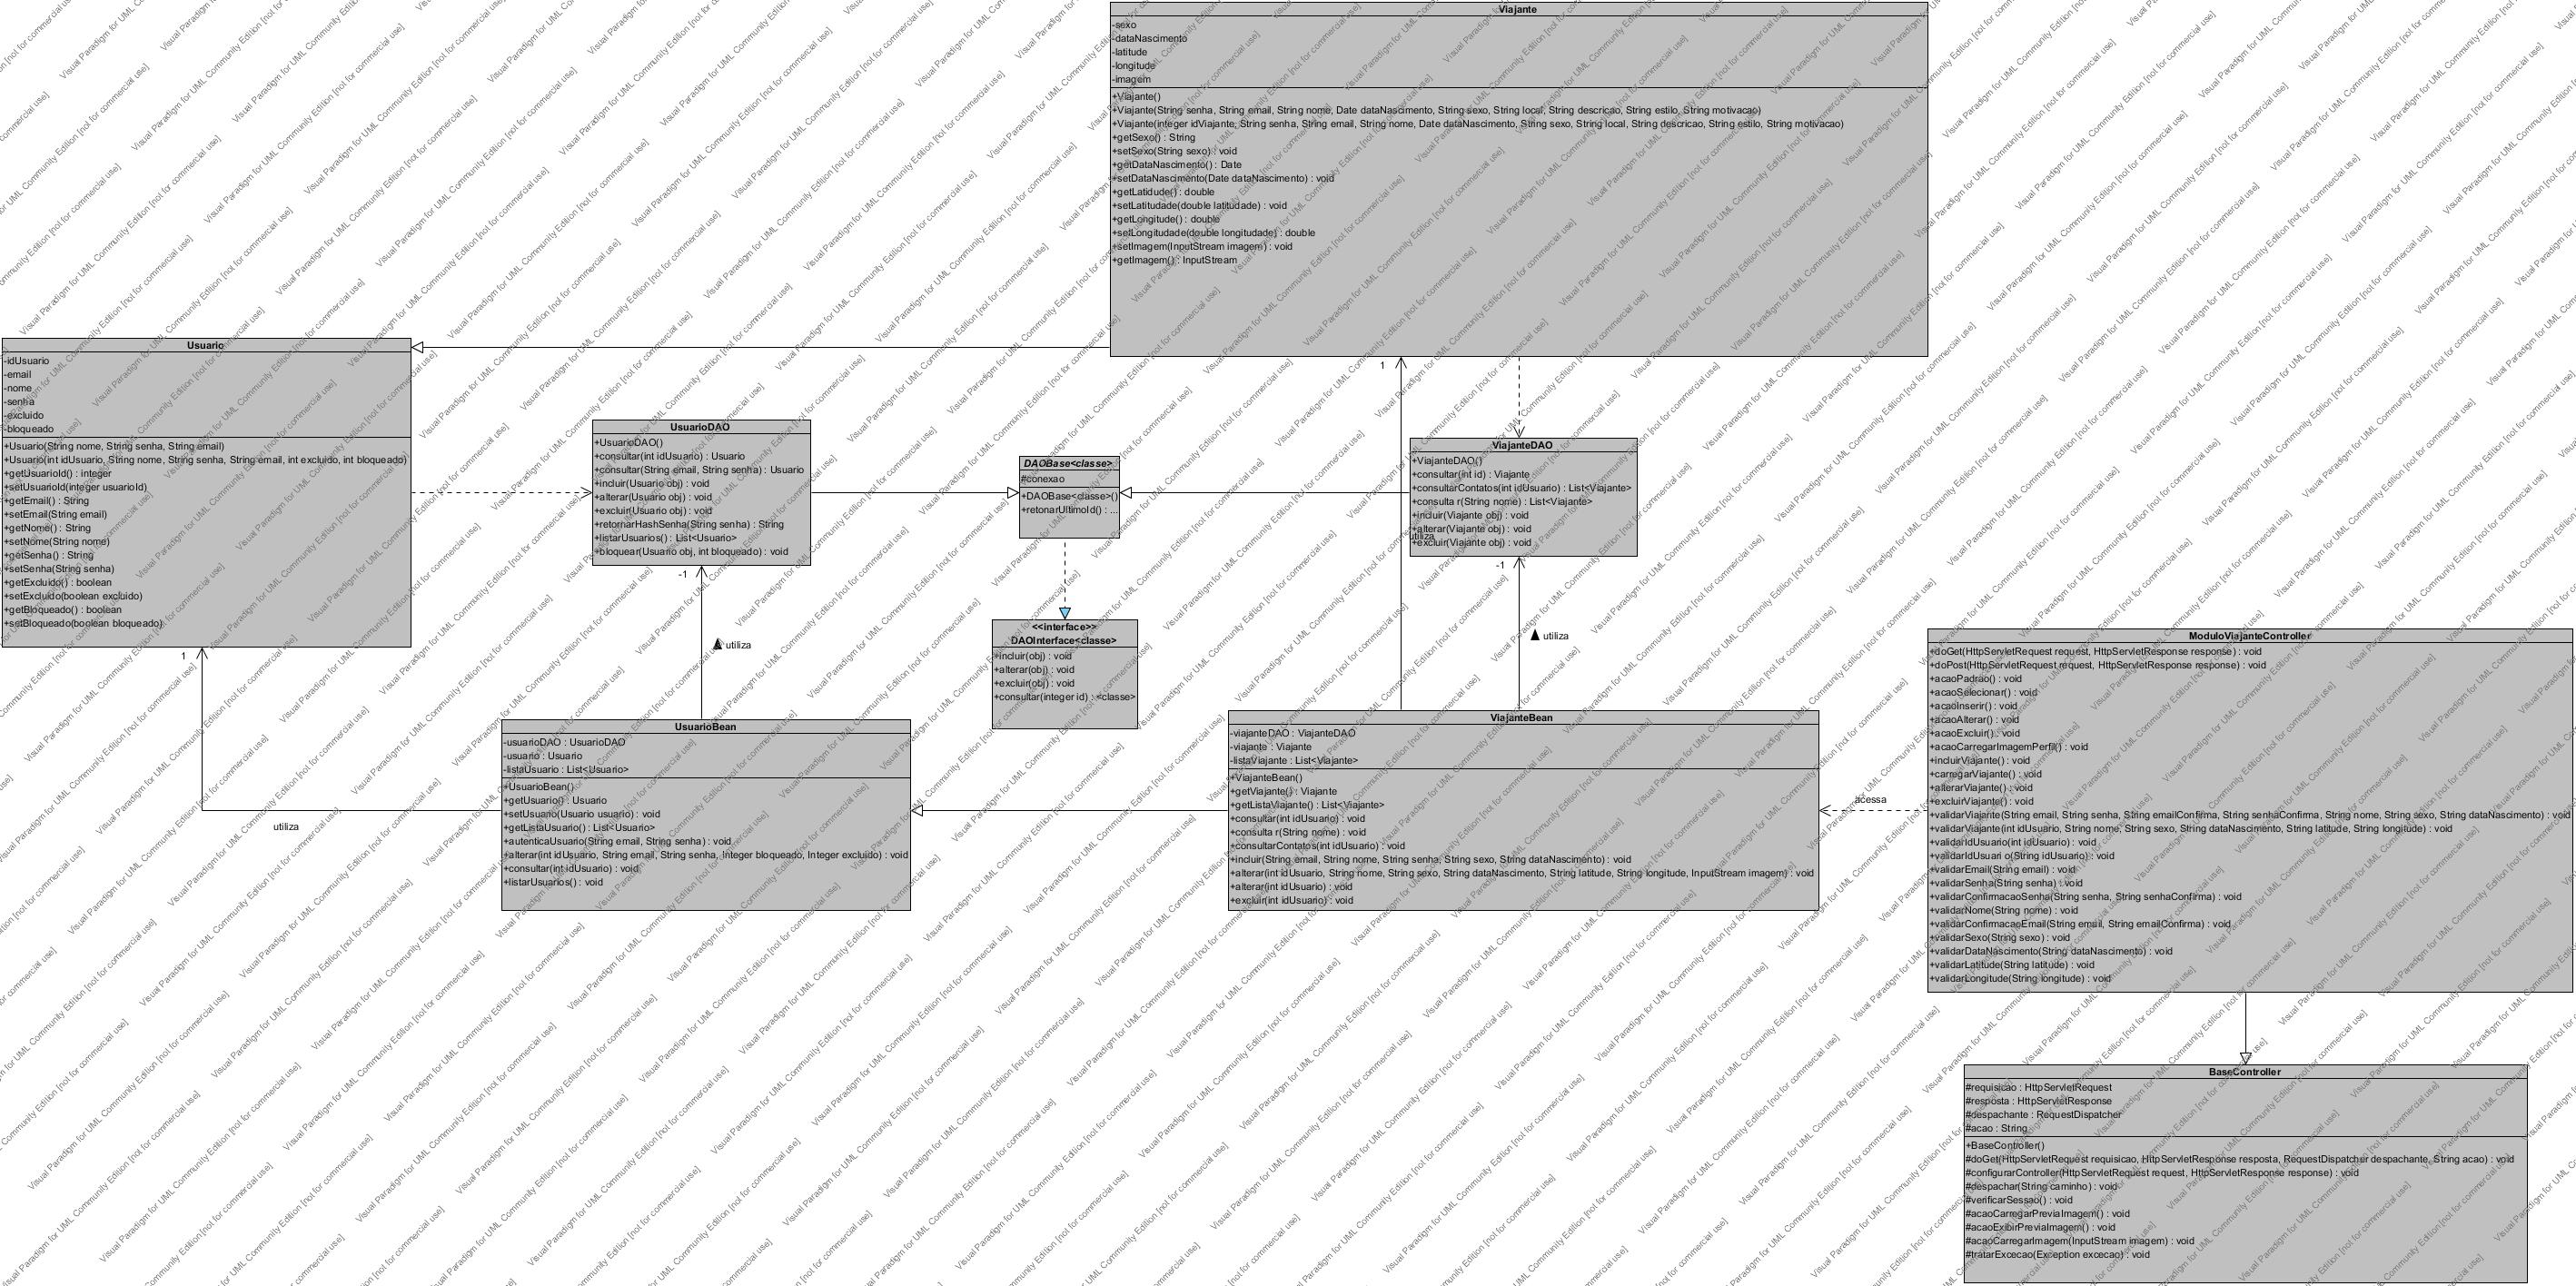 Viajante
-sexo
-dataNascimento
-latitude
-longitude
-imagem
+Viajante()
+Viajante(String senha, String email, String nome, Date dataNascimento, String sexo, String local, String descricao, String estilo, String motivacao)
+Viajante(integer idViajante, String senha, String email, String nome, Date dataNascimento, String sexo, String local, String descricao, String estilo, String motivacao)
+getSexo() : String
+setSexo(String sexo) : void
+getDataNascimento() : Date
+setDataNascimento(Date dataNascimento) : void
+getLatidude() : double
+setLatitudade(double latitudade) : void
+getLongitude() : double
+setLongitudade(double longitudade) : double
+setImagem(InputStream imagem) : void
+getImagem() : InputStream
Usuario
-idUsuario
-email
-nome
-senha
-excluido
-bloqueado
+Usuario(String nome, String senha, String email)
+Usuario(int idUsuario, String nome, String senha, String email, int excluido, int bloqueado)
+getUsuarioId() : integer
+setUsuarioId(integer usuarioId)
+getEmail() : String
+setEmail(String email)
+getNome() : String
+setNome(String nome)
+getSenha() : String
+setSenha(String senha)
+getExcluido() : boolean
+setExcluido(boolean excluido)
+getBloqueado() : boolean
+setBloqueado(boolean bloqueado)
1
utiliza
UsuarioDAO
+UsuarioDAO()
+consultar(int idUsuario) : Usuario
+consultar(String email, String senha) : Usuario
+incluir(Usuario obj) : void
+alterar(Usuario obj) : void
+excluir(Usuario obj) : void
+retornarHashSenha(String senha) : String
+listarUsuarios() : List<Usuario>
+bloquear(Usuario obj, int bloqueado) : void
-1
utiliza
DAOBase<classe>
#conexao
+DAOBase<classe>()
+retonarUltimoId() : ...
<<interface>>
DAOInterface<classe>
+incluir(obj) : void
+alterar(obj) : void
+excluir(obj) : void
+consultar(integer id) : <classe>
1
utiliza
ViajanteDAO
+ViajanteDAO()
+consultar(int id) : Viajante
+consultarContatos(int idUsuario) : List<Viajante>
+consulta r(String nome) : List<Viajante>
+incluir(Viajante obj) : void
+alterar(Viajante obj) : void
+excluir(Viajante obj) : void
-1
utiliza
UsuarioBean
-usuarioDAO : UsuarioDAO
-usuario : Usuario
-listaUsuario : List<Usuario>
+UsuarioBean()
+getUsuario() : Usuario
+setUsuario(Usuario usuario) : void
+getListaUsuario() : List<Usuario>
+autenticaUsuario(String email, String senha) : void
+alterar(int idUsuario, String email, String senha, Integer bloqueado, Integer excluido) : void
+consultar(int idUsuario) : void
+listarUsuarios() : void
ViajanteBean
-viajanteDAO : ViajanteDAO
-viajante : Viajante
-listaViajante : List<Viajante>
+ViajanteBean()
+getViajante() : Viajante
+getListaViajante() : List<Viajante>
+consultar(int idUsuario) : void
+consulta r(String nome) : void
+consultarContatos(int idUsuario) : void
+incluir(String email, String nome, String senha, String sexo, String dataNascimento) : void
+alterar(int idUsuario, String nome, String sexo, String dataNascimento, String latitude, String longitude, InputStream imagem) : void
+alterar(int idUsuario) : void
+excluir(int idUsuario) : void
acessa
ModuloViajanteController
+doGet(HttpServletRequest request, HttpServletResponse response) : void
+doPost(HttpServletRequest request, HttpServletResponse response) : void
+acaoPadrao() : void
+acaoSelecionar() : void
+acaoInserir() : void
+acaoAlterar() : void
+acaoExcluir() : void
+acaoCarregarImagemPerfil() : void
+incluirViajante() : void
+carregarViajante() : void
+alterarViajante() : void
+excluirViajante() : void
+validarViajante(String email, String senha, String emailConfirma, String senhaConfirma, String nome, String sexo, String dataNascimento) : void
+validarViajante(int idUsuario, String nome, String sexo, String dataNascimento, String latitude, String longitude) : void
+validarIdUsuario(int idUsuario) : void
+validarIdUsuari o(String idUsuario) : void
+validarEmail(String email) : void
+validarSenha(String senha) : void
+validarConfirmacaoSenha(String senha, String senhaConfirma) : void
+validarNome(String nome) : void
+validarConfirmacaoEmail(String email, String emailConfirma) : void
+validarSexo(String sexo) : void
+validarDataNascimento(String dataNascimento) : void
+validarLatitude(String latitude) : void
+validarLongitude(String longitude) : void
BaseController
#requisicao : HttpServletRequest
#resposta : HttpServletResponse
#despachante : RequestDispatcher
#acao : String
+BaseController()
#doGet(HttpServletRequest requisicao, HttpServletResponse resposta, RequestDispatcher despachante, String acao) : void
#configurarController(HttpServletRequest request, HttpServletResponse response) : void
#despachar(String caminho) : void
#verificarSessao() : void
#acaoCarregarPreviaImagem() : void
#acaoExibirPreviaImagem() : void
#acaoCarregarImagem(InputStream imagem) : void
#tratarExcecao(Exception excecao) : void
Visual Paradigm for UML Community Edition [not for commercial use]